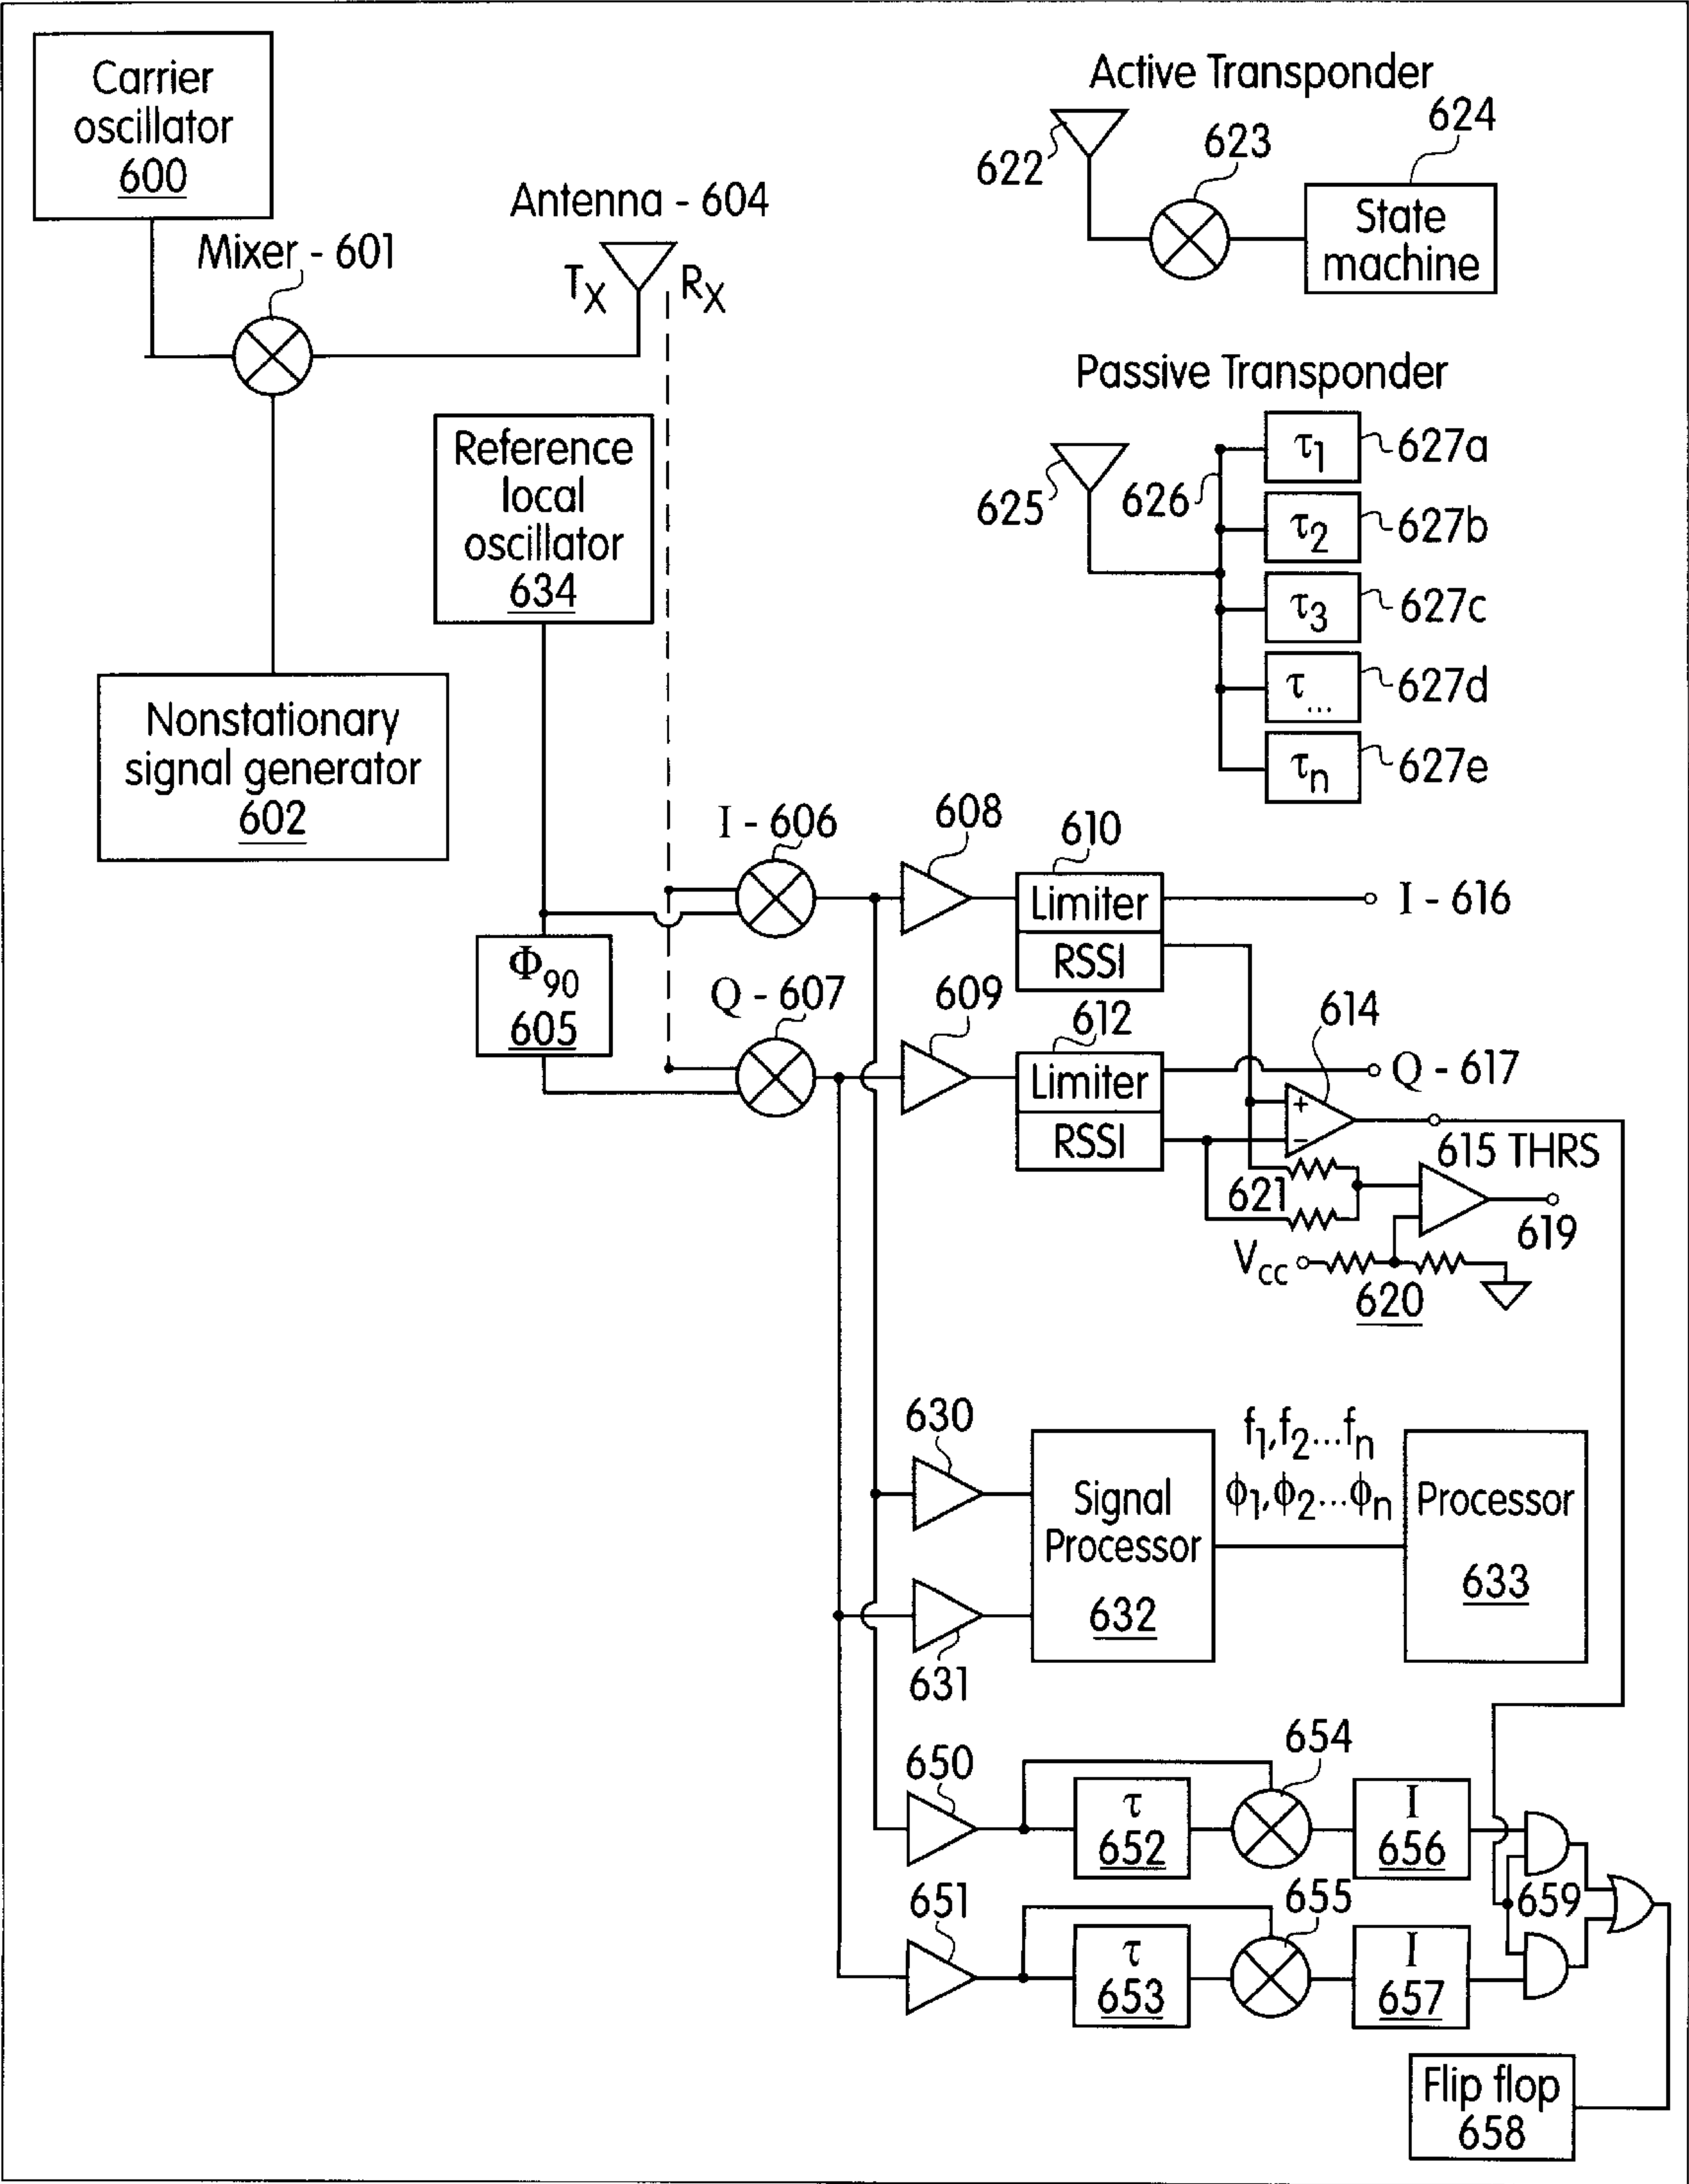 Carrier
oscillator
600
Mixer - 601
Antenna - 604
TX
RX
Active Transponder
622
623
624
State
machine
Passive Transponder
625
626
τ1
627a
τ2
627b
τ3
627c
τ...
627d
τn
627e
Reference
local
oscillator
634
Nonstationary
signal generator
602
Φ90
605
I - 606
Q - 607
608
610
Limiter
RSSI
I - 616
609
612
Limiter
RSSI
614
Q - 617
+
−
615 THRS
621
619
Vcc
620
630
631
Signal
Processor
632
f1,f2...fn
ϕ1,ϕ2...ϕn
Processor
633
650
τ
652
654
I
656
651
τ
653
655
I
657
659
Flip flop
658